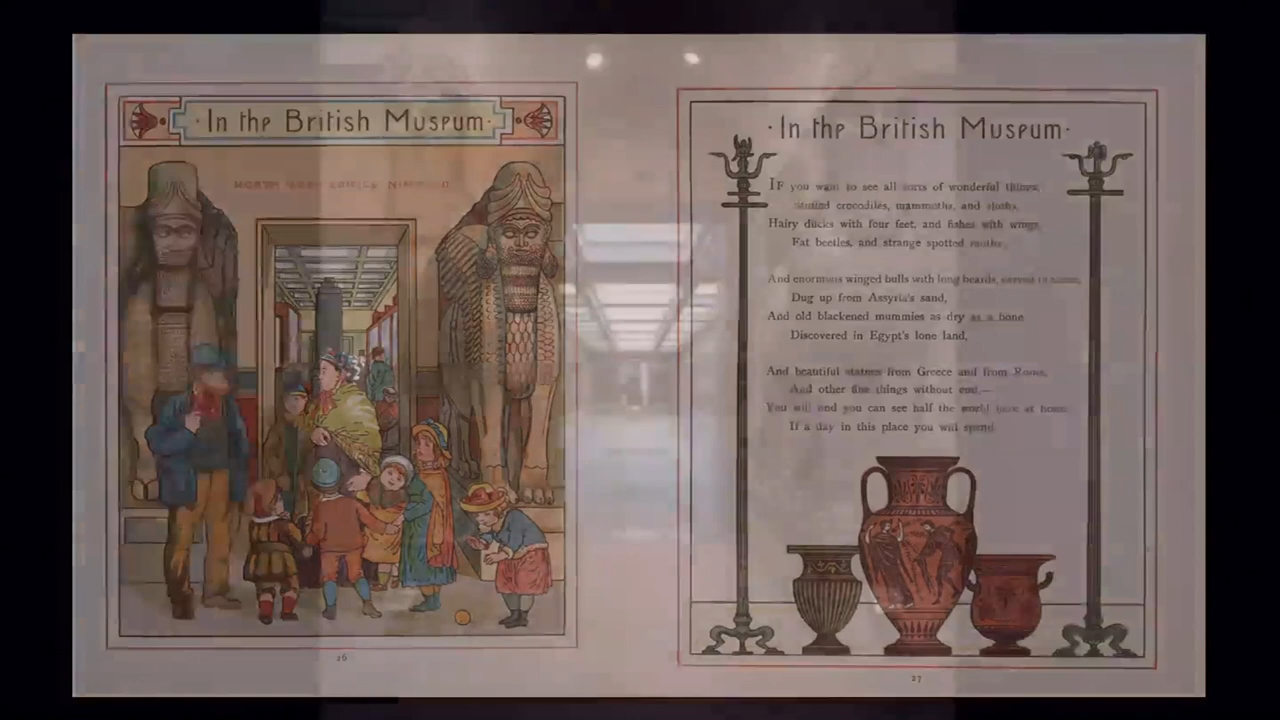 · In the British Museum ·
NORTH WEST EDIFICE NIMROUD
26
· In the British Museum ·
IF you want to see all sorts of wonderful things,
Stuffed crocodiles, mammoths, and sloths,
Hairy ducks with four feet, and fishes with wings,
Fat beetles, and strange spotted moths,
And enormous winged bulls with long beards, carved in stone,
Dug up from Assyria's sand,
And old blackened mummies as dry as a bone
Discovered in Egypt's lone land,
And beautiful statues from Greece and from Rome,
And other fine things without end,—
You will find you can see half the world here at home
If a day in this place you will spend.
27